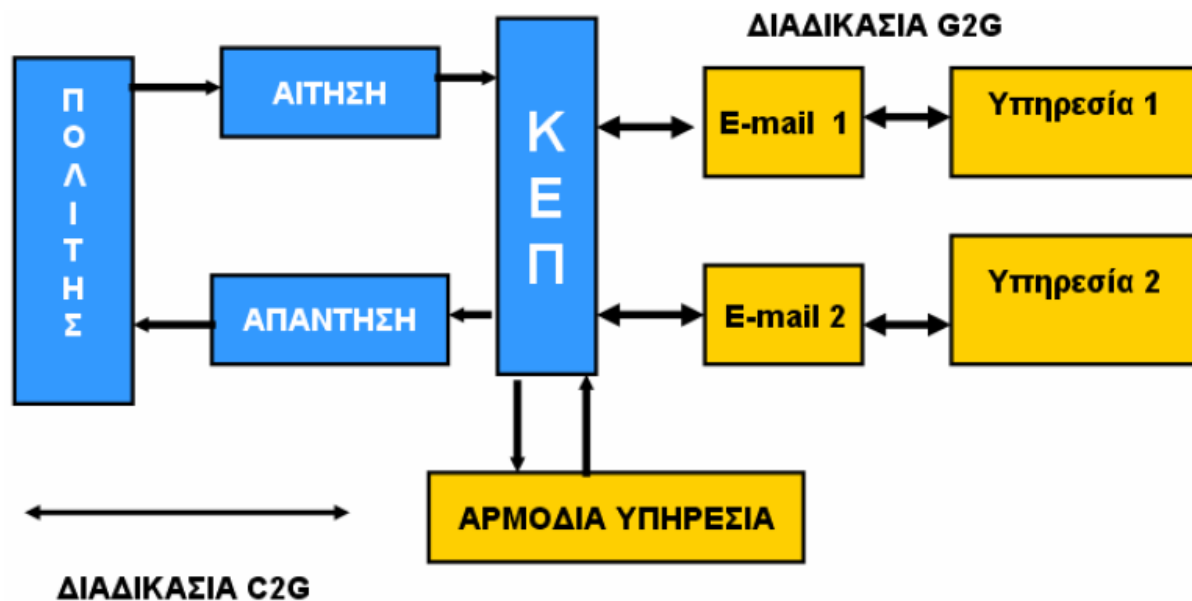 ΔΙΑΔΙΚΑΣΙΑ G2G
ΠΟΛΙΤΗΣ
ΑΙΤΗΣΗ
ΚΕΠ
E-mail 1
Υπηρεσία 1
ΑΠΑΝΤΗΣΗ
E-mail 2
Υπηρεσία 2
ΑΡΜΟΔΙΑ ΥΠΗΡΕΣΙΑ
ΔΙΑΔΙΚΑΣΙΑ C2G